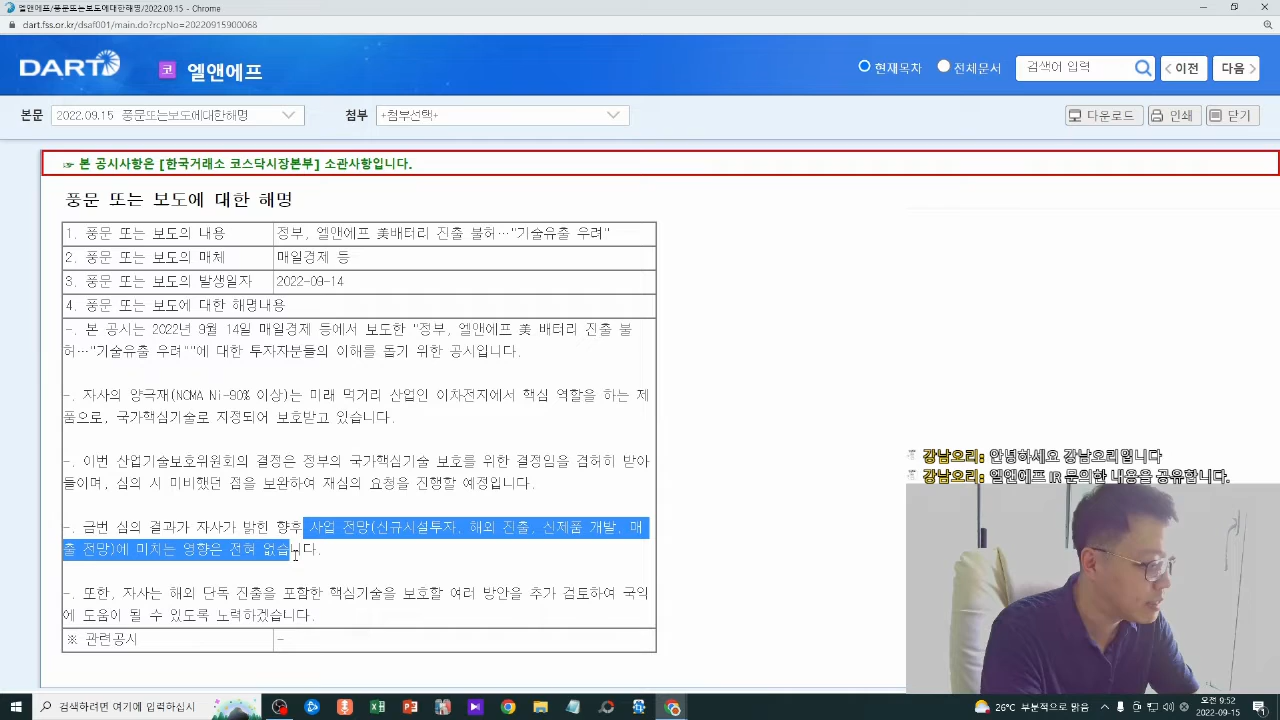 엘앤에프/풍문또는보도에대한해명/2022.09.15 - Chrome
dart.fss.or.kr/dsaf001/main.do?rcpNo=20220915900068
DART 코 엘앤에프 현재목차 전체문서 검색어 입력 이전 다음
본문 2022.09.15 풍문또는보도에대한해명 첨부 +첨부선택+ 다운로드 인쇄 닫기
☞ 본 공시사항은 [한국거래소 코스닥시장본부] 소관사항입니다.
풍문 또는 보도에 대한 해명
1. 풍문 또는 보도의 내용 정부, 엘앤에프 美배터리 진출 불허…"기술유출 우려"
2. 풍문 또는 보도의 매체 매일경제 등
3. 풍문 또는 보도의 발생일자 2022-09-14
4. 풍문 또는 보도에 대한 해명내용
-. 본 공시는 2022년 9월 14일 매일경제 등에서 보도한 "정부, 엘앤에프 美 배터리 진출 불
허…"기술유출 우려""에 대한 투자자분들의 이해를 돕기 위한 공시입니다.
-. 자사의 양극재(NCMA Ni-90% 이상)는 미래 먹거리 산업인 이차전지에서 핵심 역할을 하는 제
품으로, 국가핵심기술로 지정되어 보호받고 있습니다.
-. 이번 산업기술보호위원회의 결정은 정부의 국가핵심기술 보호를 위한 결정임을 겸허히 받아
들이며, 심의 시 미비했던 점을 보완하여 재심의 요청을 진행할 예정입니다.
-. 금번 심의 결과가 자사가 밝힌 향후 사업 전망(신규시설투자, 해외 진출, 신제품 개발, 매
출 전망)에 미치는 영향은 전혀 없습니다.
-. 또한, 자사는 해외 단독 진출을 포함한 핵심기술을 보호할 여러 방안을 추가 검토하여 국익
에 도움이 될 수 있도록 노력하겠습니다.
※ 관련공시 -
강남오리: 안녕하세요 강남오리입니다
강남오리: 엘앤에프 IR 문의한 내용을 공유합니다.
검색하려면 여기에 입력하십시 26°C 부분적으로 맑음 오전 9:52
2022-09-15